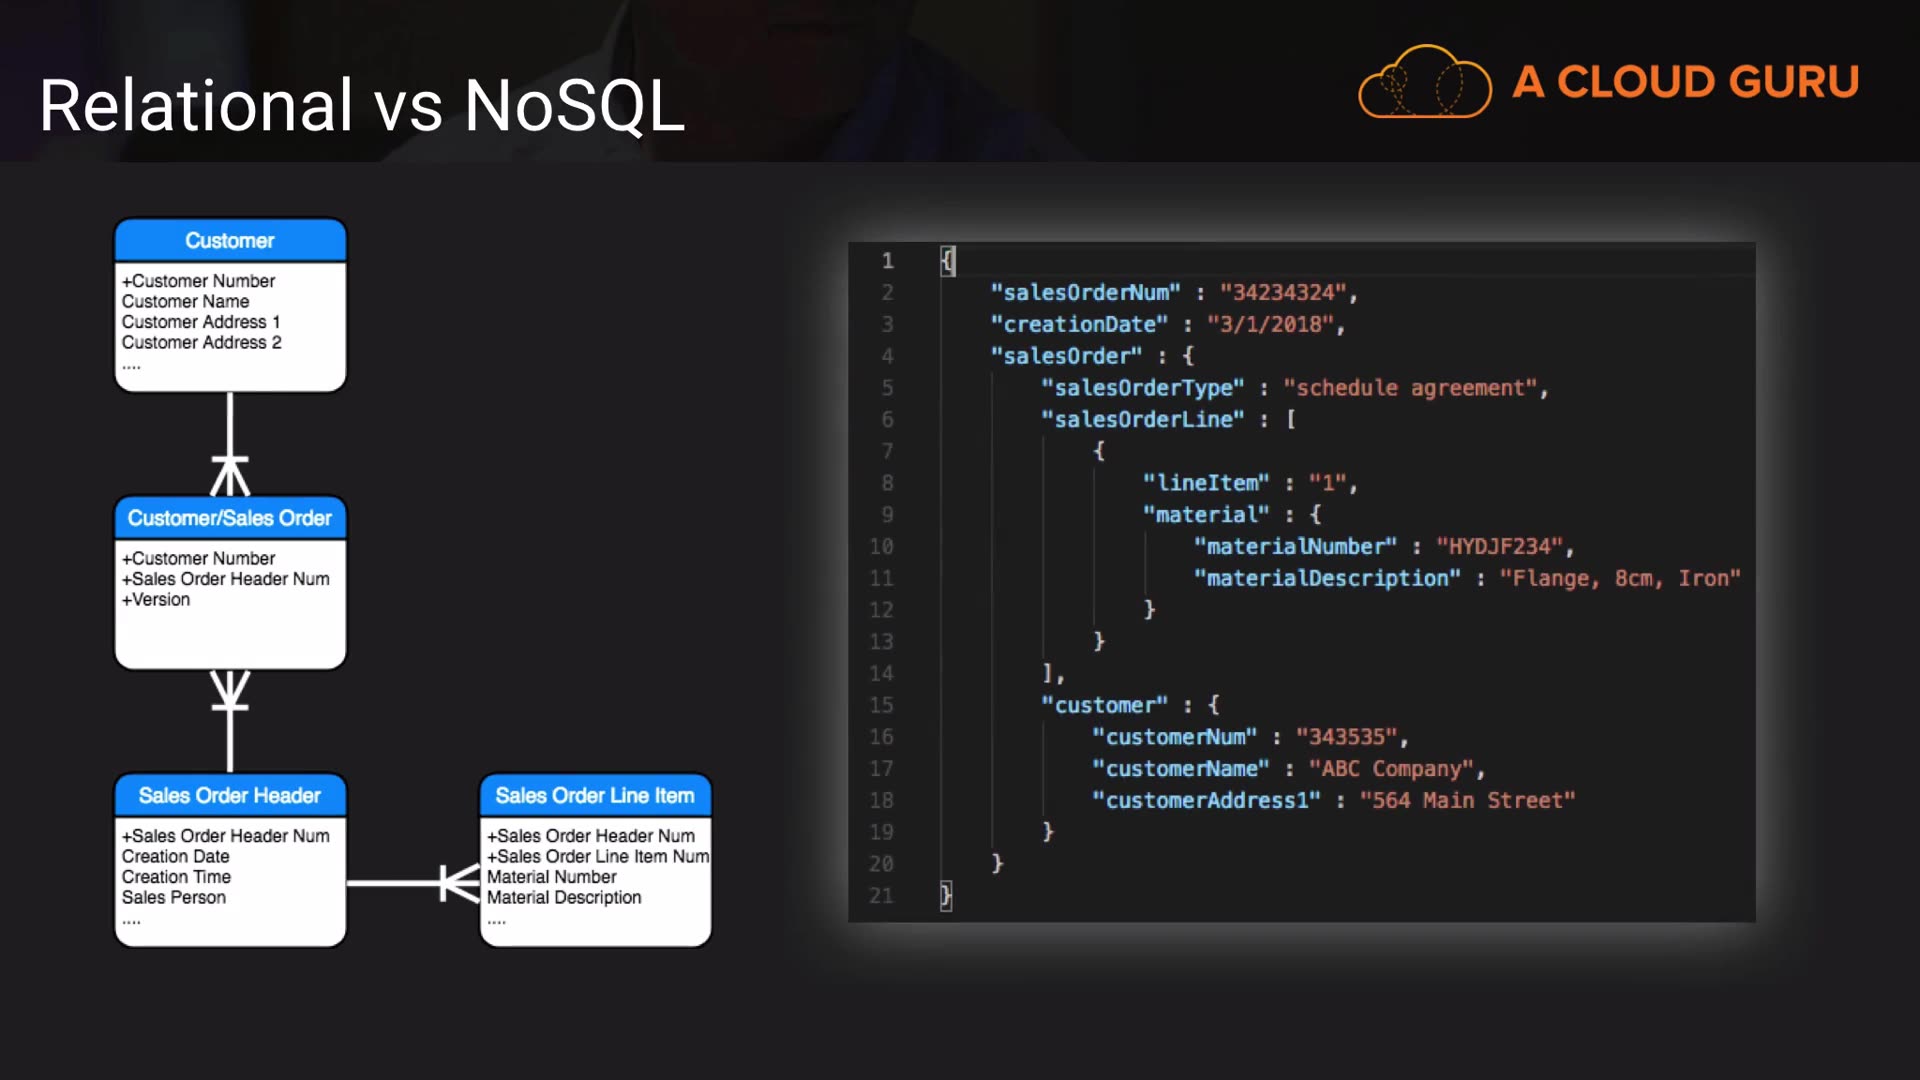 Relational vs NoSQL
A CLOUD GURU
Customer
+Customer Number
Customer Name
Customer Address 1
Customer Address 2
....
Customer/Sales Order
+Customer Number
+Sales Order Header Num
+Version
Sales Order Header
+Sales Order Header Num
Creation Date
Creation Time
Sales Person
....
Sales Order Line Item
+Sales Order Header Num
+Sales Order Line Item Num
Material Number
Material Description
....
1 {
2 "salesOrderNum" : "34234324",
3 "creationDate" : "3/1/2018",
4 "salesOrder" : {
5 "salesOrderType" : "schedule agreement",
6 "salesOrderLine" : [
7 {
8 "lineItem" : "1",
9 "material" : {
10 "materialNumber" : "HYDJF234",
11 "materialDescription" : "Flange, 8cm, Iron"
12 }
13 }
14 ],
15 "customer" : {
16 "customerNum" : "343535",
17 "customerName" : "ABC Company",
18 "customerAddress1" : "564 Main Street"
19 }
20 }
21 }